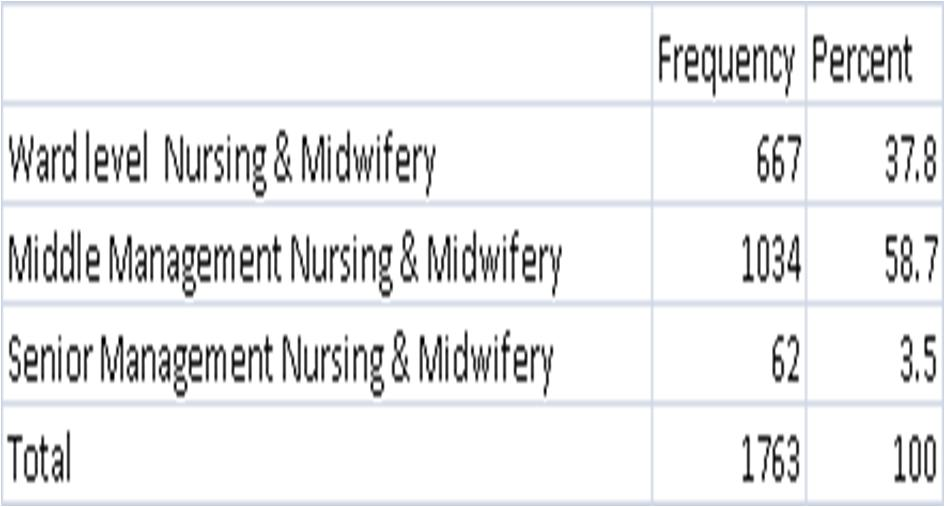 Frequency Percent
Ward level Nursing & Midwifery 667 37.8
Middle Management Nursing & Midwifery 1034 58.7
Senior Management Nursing & Midwifery 62 3.5
Total 1763 100